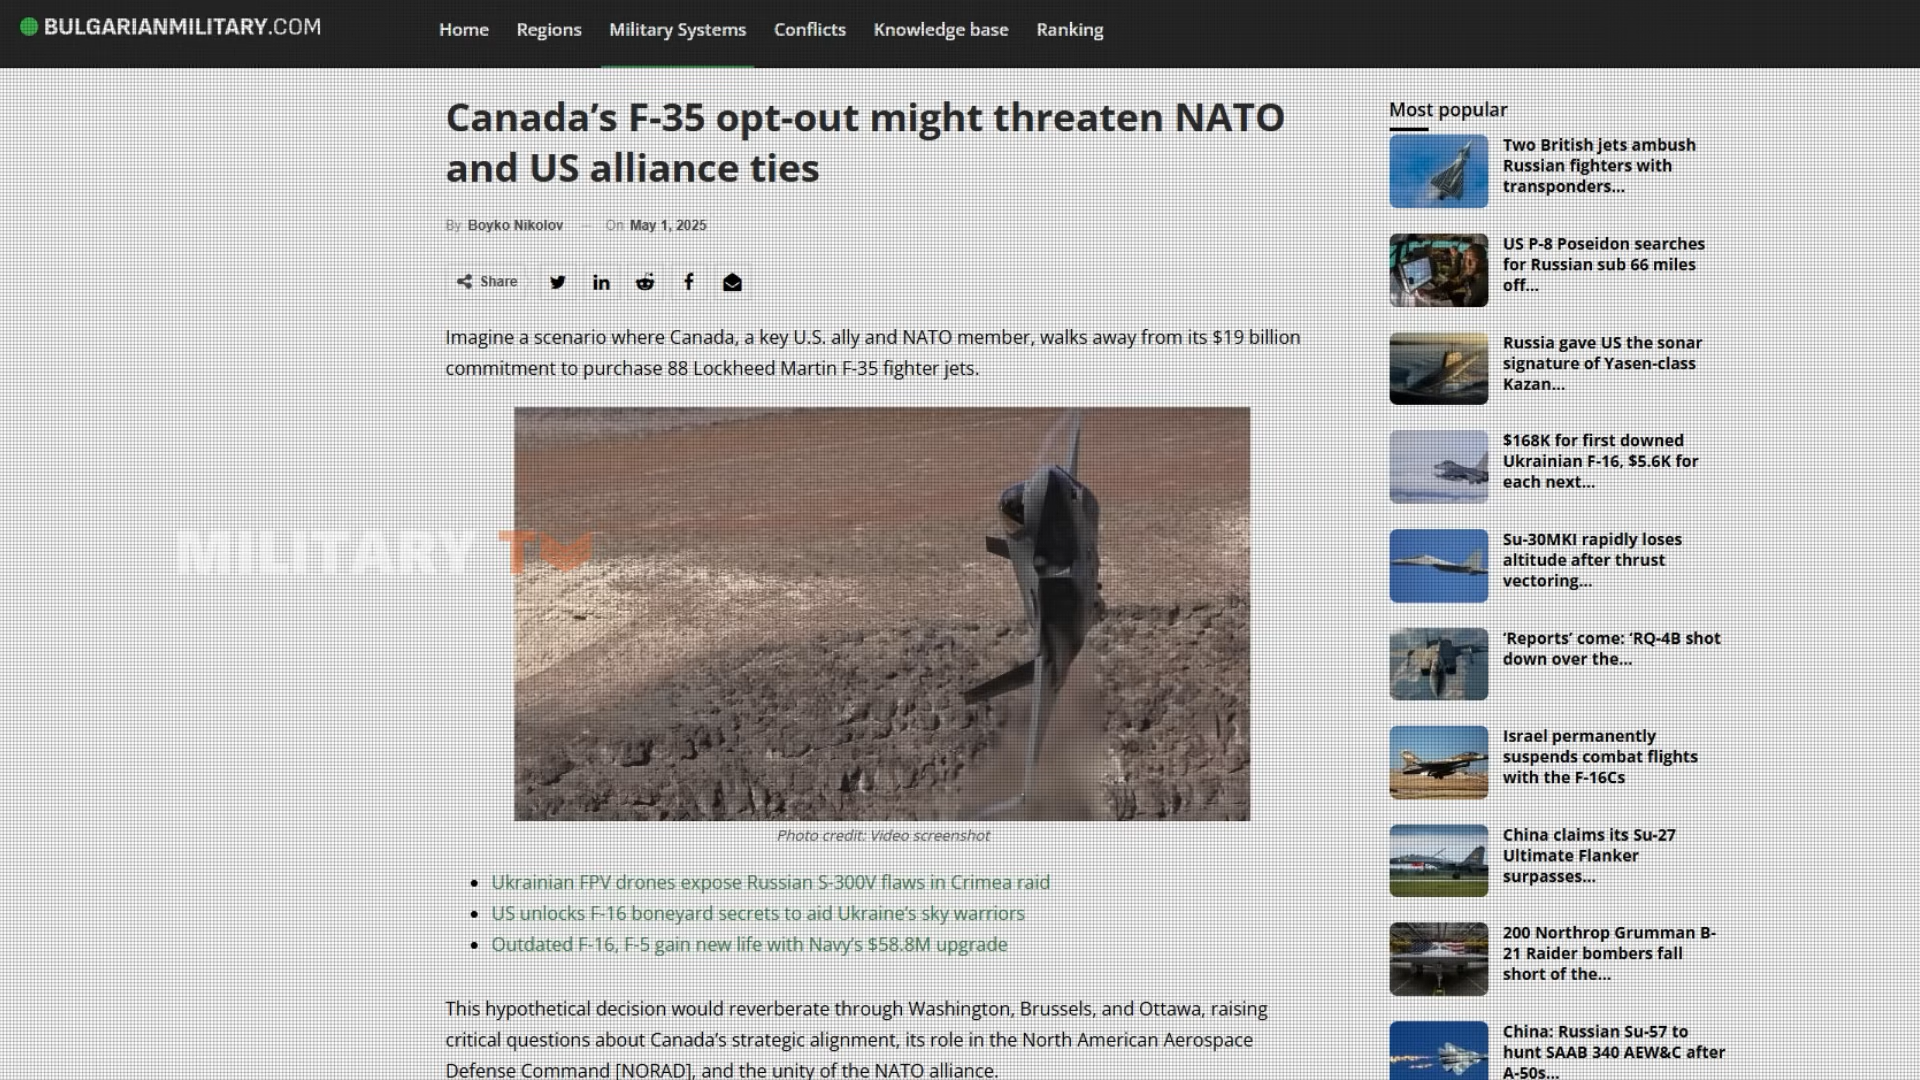 BULGARIANMILITARY.COM
Home Regions Military Systems Conflicts Knowledge base Ranking
Canada’s F-35 opt-out might threaten NATO
and US alliance ties
By Boyko Nikolov — On May 1, 2025
Share
Imagine a scenario where Canada, a key U.S. ally and NATO member, walks away from its $19 billion
commitment to purchase 88 Lockheed Martin F-35 fighter jets.
MILITARY TV
Photo credit: Video screenshot
Ukrainian FPV drones expose Russian S-300V flaws in Crimea raid
US unlocks F-16 boneyard secrets to aid Ukraine’s sky warriors
Outdated F-16, F-5 gain new life with Navy’s $58.8M upgrade
This hypothetical decision would reverberate through Washington, Brussels, and Ottawa, raising
critical questions about Canada’s strategic alignment, its role in the North American Aerospace
Defense Command [NORAD], and the unity of the NATO alliance.
Most popular
Two British jets ambush
Russian fighters with
transponders...
US P-8 Poseidon searches
for Russian sub 66 miles
off...
Russia gave US the sonar
signature of Yasen-class
Kazan...
$168K for first downed
Ukrainian F-16, $5.6K for
each next...
Su-30MKI rapidly loses
altitude after thrust
vectoring...
‘Reports’ come: ‘RQ-4B shot
down over the...
Israel permanently
suspends combat flights
with the F-16Cs
China claims its Su-27
Ultimate Flanker
surpasses...
200 Northrop Grumman B-
21 Raider bombers fall
short of the...
China: Russian Su-57 to
hunt SAAB 340 AEW&C after
A-50s...